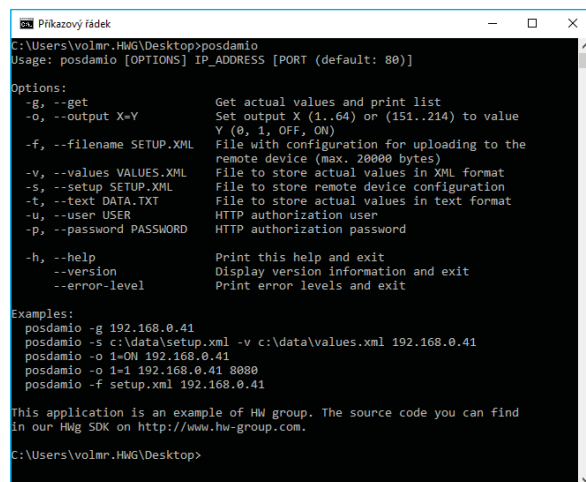 Příkazový řádek
C:\Users\volmr.HWG\Desktop>posdamio
Usage: posdamio [OPTIONS] IP_ADDRESS [PORT (default: 80)]
Options:
-g, --get Get actual values and print list
-o, --output X=Y Set output X (1..64) or (151..214) to value
Y (0, 1, OFF, ON)
-f, --filename SETUP.XML File with configuration for uploading to the
remote device (max. 20000 bytes)
-v, --values VALUES.XML File to store actual values in XML format
-s, --setup SETUP.XML File to store remote device configuration
-t, --text DATA.TXT File to store actual values in text format
-u, --user USER HTTP authorization user
-p, --password PASSWORD HTTP authorization password
-h, --help Print this help and exit
--version Display version information and exit
--error-level Print error levels and exit
Examples:
posdamio -g 192.168.0.41
posdamio -s c:\data\setup.xml -v c:\data\values.xml 192.168.0.41
posdamio -o 1=ON 192.168.0.41
posdamio -o 1=1 192.168.0.41 8080
posdamio -f setup.xml 192.168.0.41
This application is an example of HW group. The source code you can find
in our HWg SDK on http://www.hw-group.com.
C:\Users\volmr.HWG\Desktop>